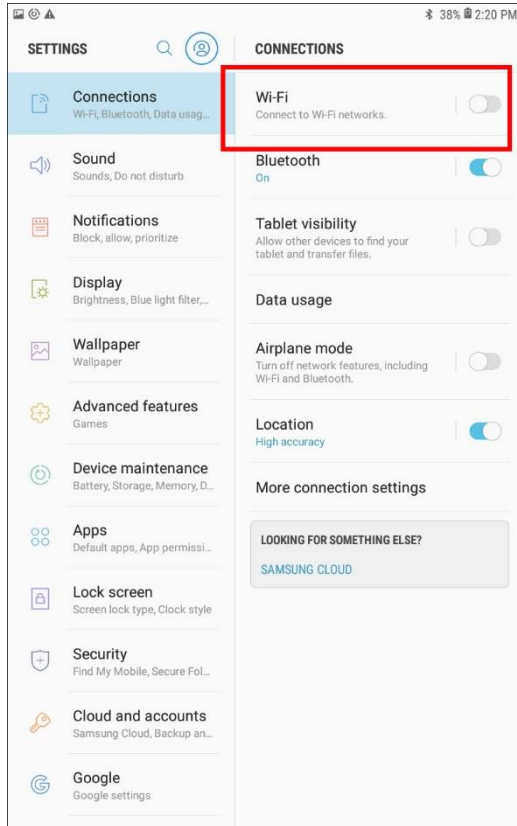 38% 2:20 PM
SETTINGS
Connections
Wi-Fi, Bluetooth, Data usag...
Sound
Sounds, Do not disturb
Notifications
Block, allow, prioritize
Display
Brightness, Blue light filter,...
Wallpaper
Wallpaper
Advanced features
Games
Device maintenance
Battery, Storage, Memory, D...
Apps
Default apps, App permissi...
Lock screen
Screen lock type, Clock style
Security
Find My Mobile, Secure Fol...
Cloud and accounts
Samsung Cloud, Backup an...
Google
Google settings
CONNECTIONS
Wi-Fi
Connect to Wi-Fi networks.
Bluetooth
On
Tablet visibility
Allow other devices to find your
tablet and transfer files.
Data usage
Airplane mode
Turn off network features, including
Wi-Fi and Bluetooth.
Location
High accuracy
More connection settings
LOOKING FOR SOMETHING ELSE?
SAMSUNG CLOUD